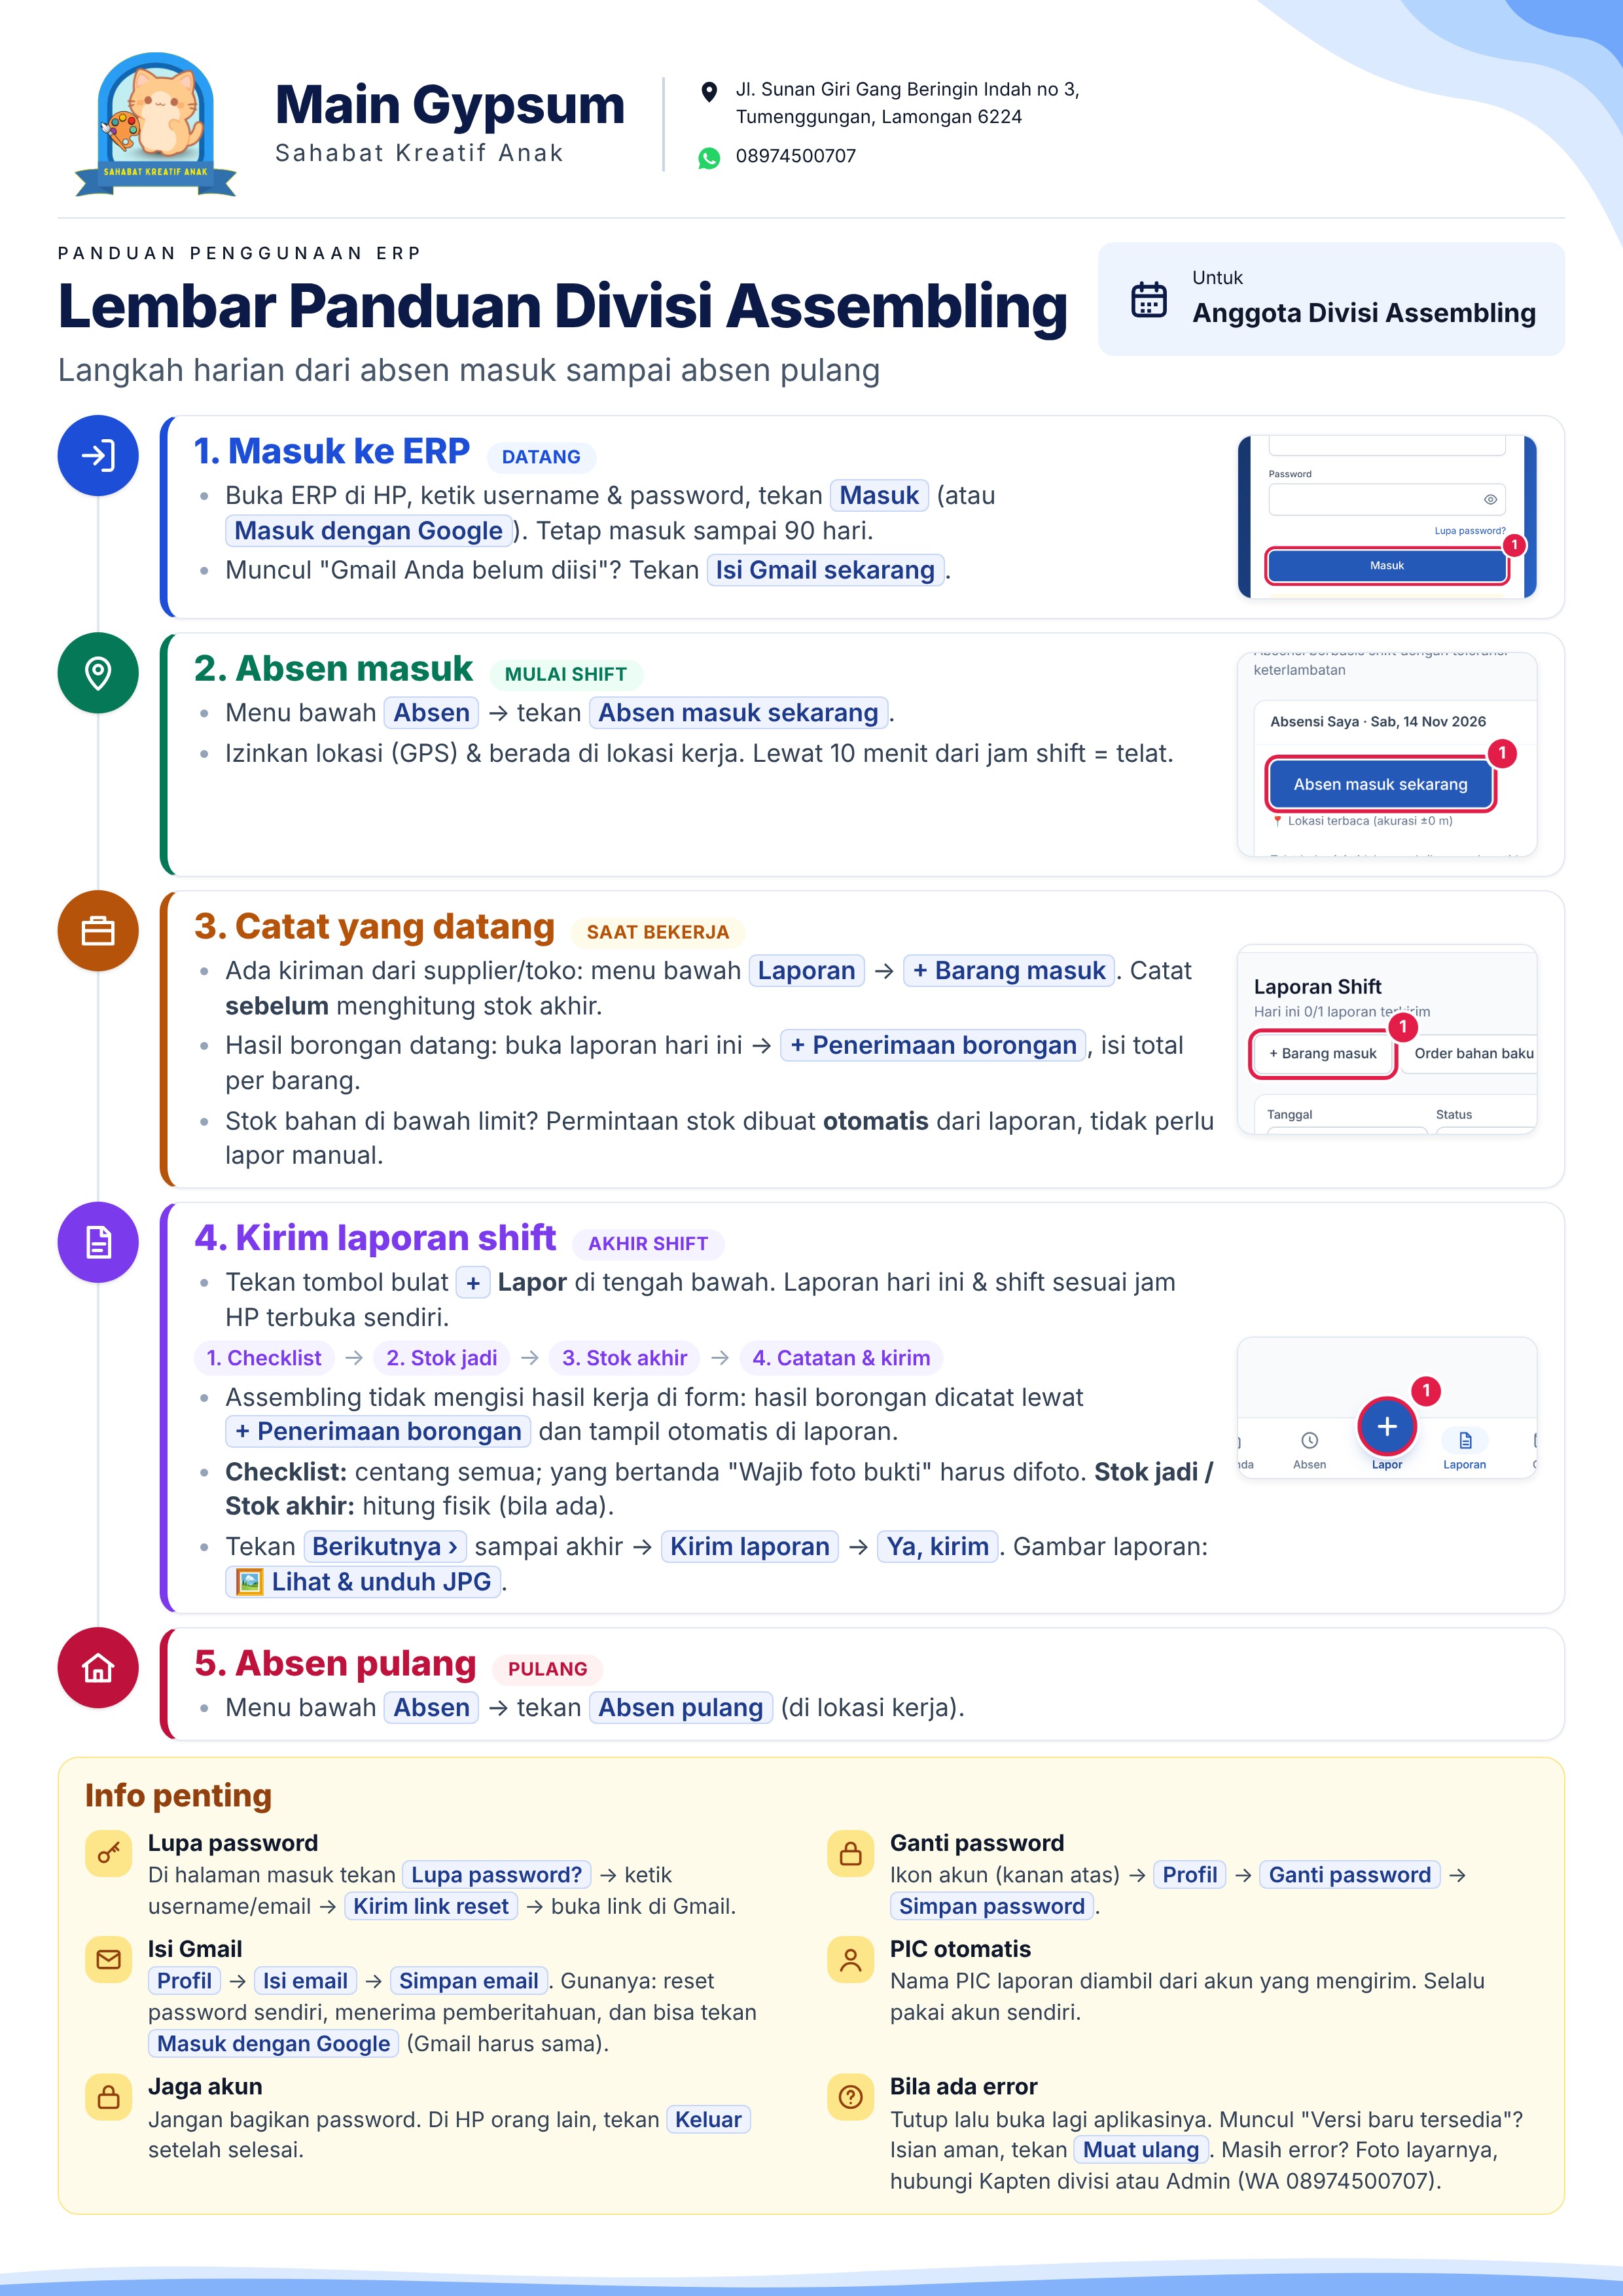 SAHABAT KREATIF ANAK
Main Gypsum
Sahabat Kreatif Anak
Jl. Sunan Giri Gang Beringin Indah no 3,
Tumenggungan, Lamongan 6224
08974500707
PANDUAN PENGGUNAAN ERP
Lembar Panduan Divisi Assembling
Langkah harian dari absen masuk sampai absen pulang
Untuk
Anggota Divisi Assembling
1. Masuk ke ERP DATANG
• Buka ERP di HP, ketik username & password, tekan Masuk (atau
Masuk dengan Google). Tetap masuk sampai 90 hari.
• Muncul "Gmail Anda belum diisi"? Tekan Isi Gmail sekarang.
Password
Lupa password?
1
Masuk
2. Absen masuk MULAI SHIFT
• Menu bawah Absen → tekan Absen masuk sekarang.
• Izinkan lokasi (GPS) & berada di lokasi kerja. Lewat 10 menit dari jam shift = telat.
keterlambatan
Absensi Saya · Sab, 14 Nov 2026
1
Absen masuk sekarang
Lokasi terbaca (akurasi ±0 m)
3. Catat yang datang SAAT BEKERJA
• Ada kiriman dari supplier/toko: menu bawah Laporan → + Barang masuk. Catat
sebelum menghitung stok akhir.
• Hasil borongan datang: buka laporan hari ini → + Penerimaan borongan, isi total
per barang.
• Stok bahan di bawah limit? Permintaan stok dibuat otomatis dari laporan, tidak perlu
lapor manual.
Laporan Shift
Hari ini 0/1 laporan terkirim
1
+ Barang masuk Order bahan baku
Tanggal Status
4. Kirim laporan shift AKHIR SHIFT
• Tekan tombol bulat + Lapor di tengah bawah. Laporan hari ini & shift sesuai jam
HP terbuka sendiri.
1. Checklist → 2. Stok jadi → 3. Stok akhir → 4. Catatan & kirim
• Assembling tidak mengisi hasil kerja di form: hasil borongan dicatat lewat
+ Penerimaan borongan dan tampil otomatis di laporan.
• Checklist: centang semua; yang bertanda "Wajib foto bukti" harus difoto. Stok jadi /
Stok akhir: hitung fisik (bila ada).
• Tekan Berikutnya › sampai akhir → Kirim laporan → Ya, kirim. Gambar laporan:
🖼️ Lihat & unduh JPG.
1
+
nda Absen Lapor Laporan
5. Absen pulang PULANG
• Menu bawah Absen → tekan Absen pulang (di lokasi kerja).
Info penting
Lupa password
Di halaman masuk tekan Lupa password? → ketik
username/email → Kirim link reset → buka link di Gmail.
Ganti password
Ikon akun (kanan atas) → Profil → Ganti password →
Simpan password.
Isi Gmail
Profil → Isi email → Simpan email. Gunanya: reset
password sendiri, menerima pemberitahuan, dan bisa tekan
Masuk dengan Google (Gmail harus sama).
PIC otomatis
Nama PIC laporan diambil dari akun yang mengirim. Selalu
pakai akun sendiri.
Jaga akun
Jangan bagikan password. Di HP orang lain, tekan Keluar
setelah selesai.
Bila ada error
Tutup lalu buka lagi aplikasinya. Muncul "Versi baru tersedia"?
Isian aman, tekan Muat ulang. Masih error? Foto layarnya,
hubungi Kapten divisi atau Admin (WA 08974500707).